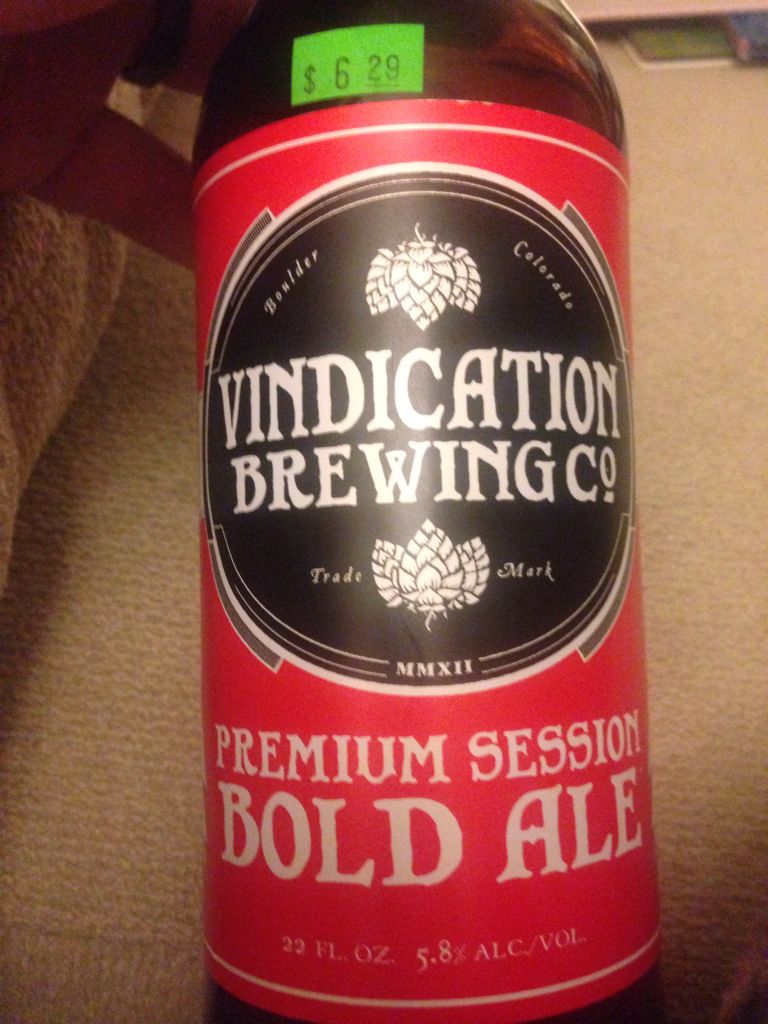 $ 6 29
Boulder Colorado
VINDICATION
BREWING Co
Trade Mark
MMXII
PREMIUM SESSION
BOLD ALE
22 FL. OZ. 5.8% ALC./VOL.